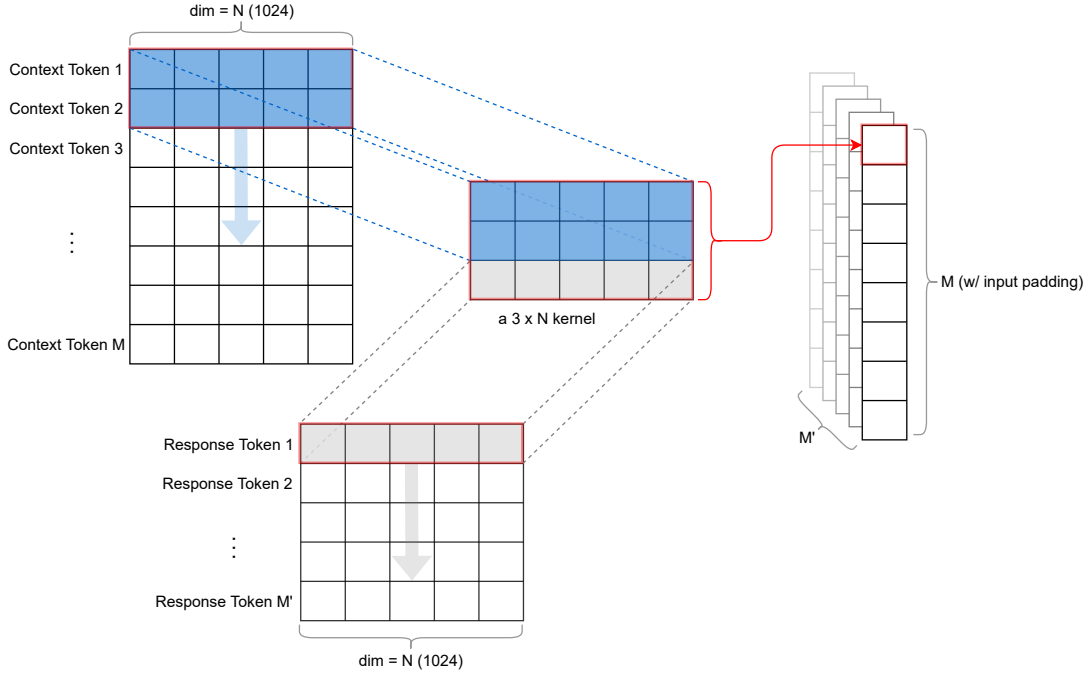 dim = N (1024)
Context Token 1
Context Token 2
Context Token 3
...
Context Token M
a 3 x N kernel
M (w/ input padding)
M'
Response Token 1
Response Token 2
...
Response Token M'
dim = N (1024)